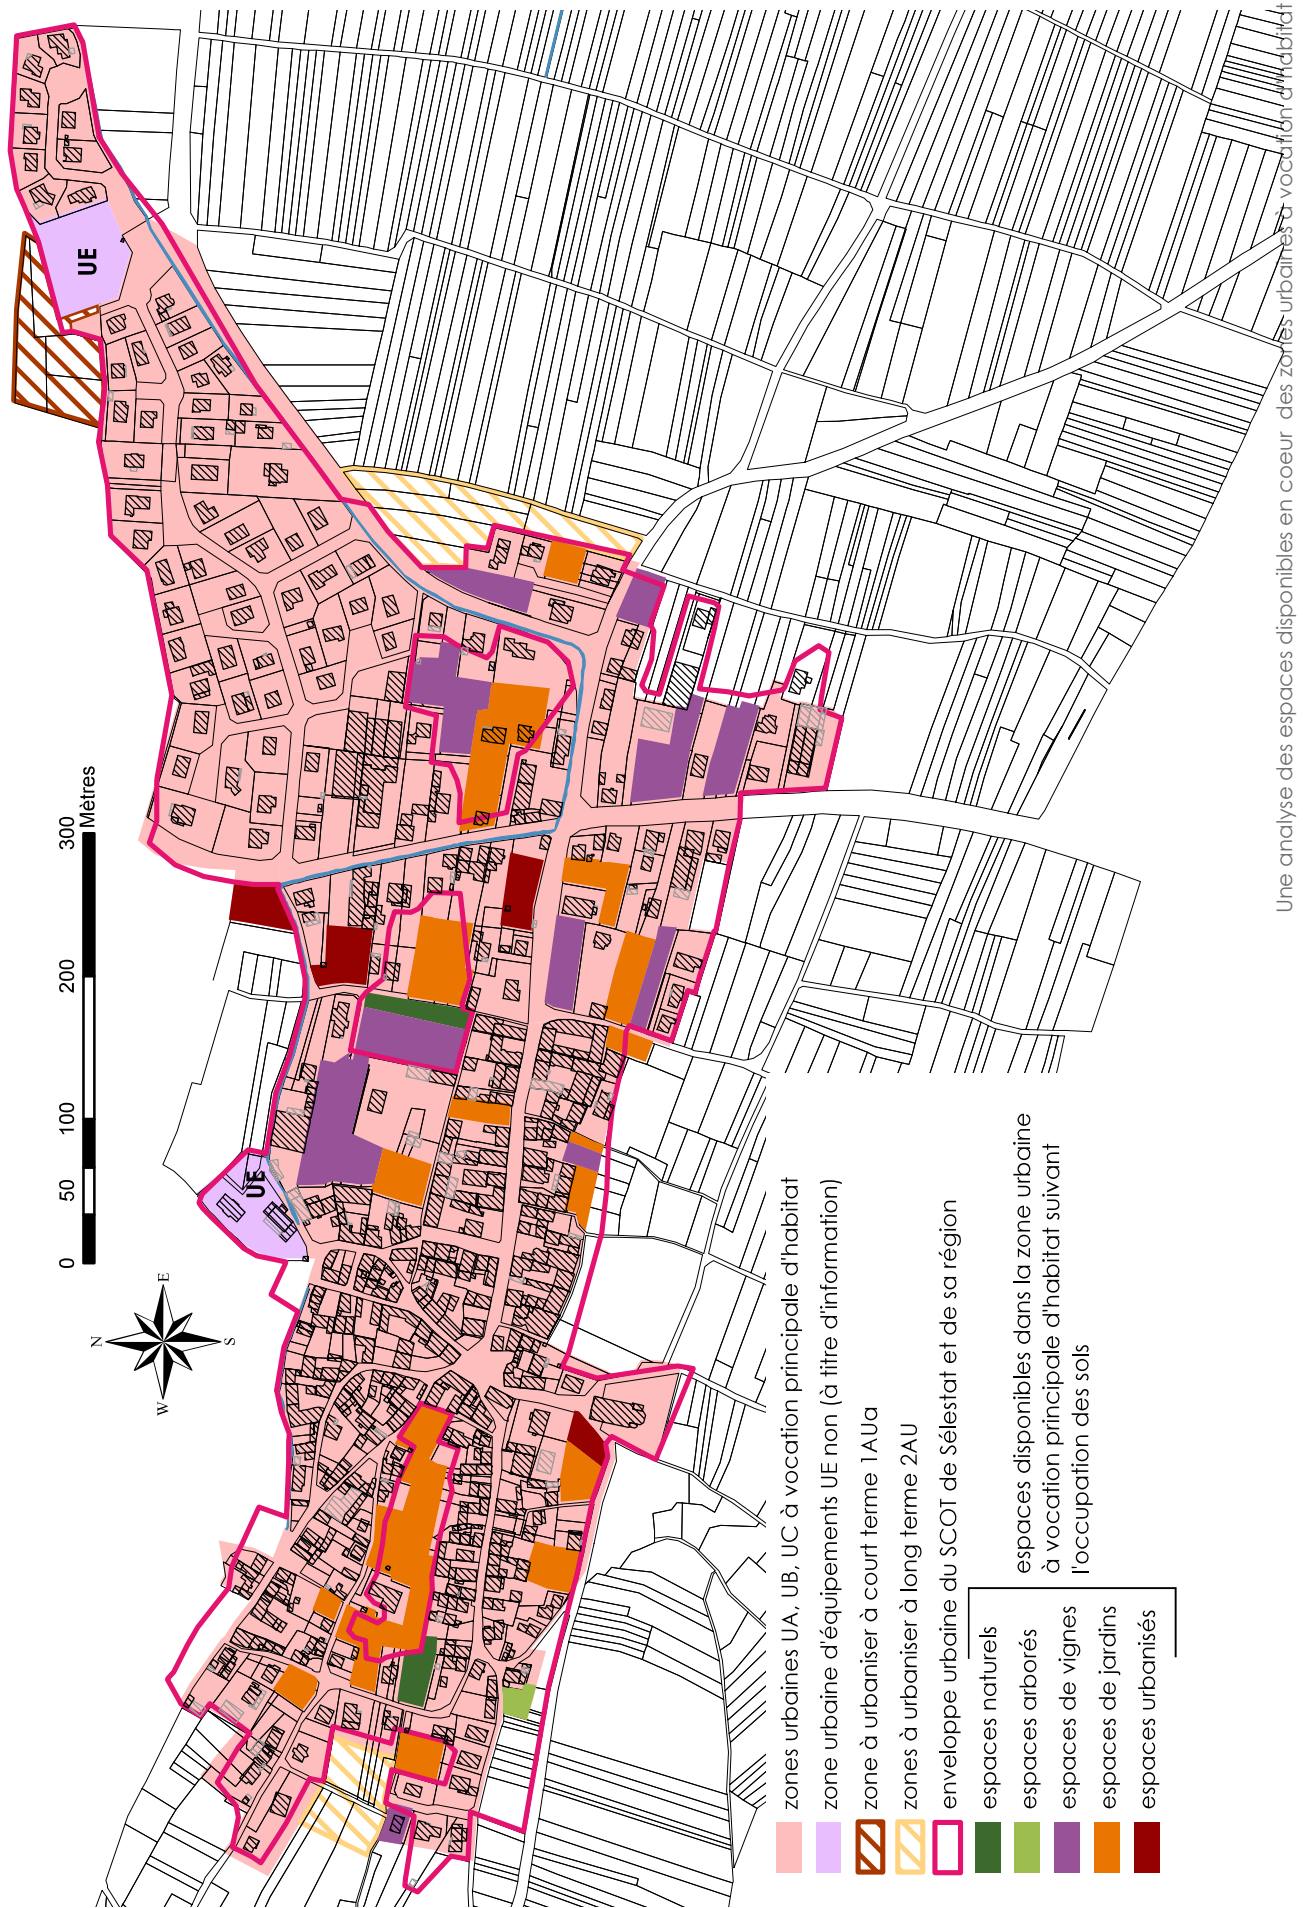 UE
UE
0
50
100
200
300
Mètres
N
W
E
S
zones urbaines UA, UB, UC à vocation principale d'habitat
zone urbaine d'équipements UE non (à titre d'information)
zone à urbaniser à court terme 1AUa
zones à urbaniser à long terme 2AU
enveloppe urbaine du SCOT de Sélestat et de sa région
espaces naturels
espaces arborés
espaces de vignes
espaces de jardins
espaces urbanisés
espaces disponibles dans la zone urbaine
à vocation principale d'habitat suivant
l'occupation des sols
Une analyse des espaces disponibles en coeur des zones urbaines à vocation d'habitat